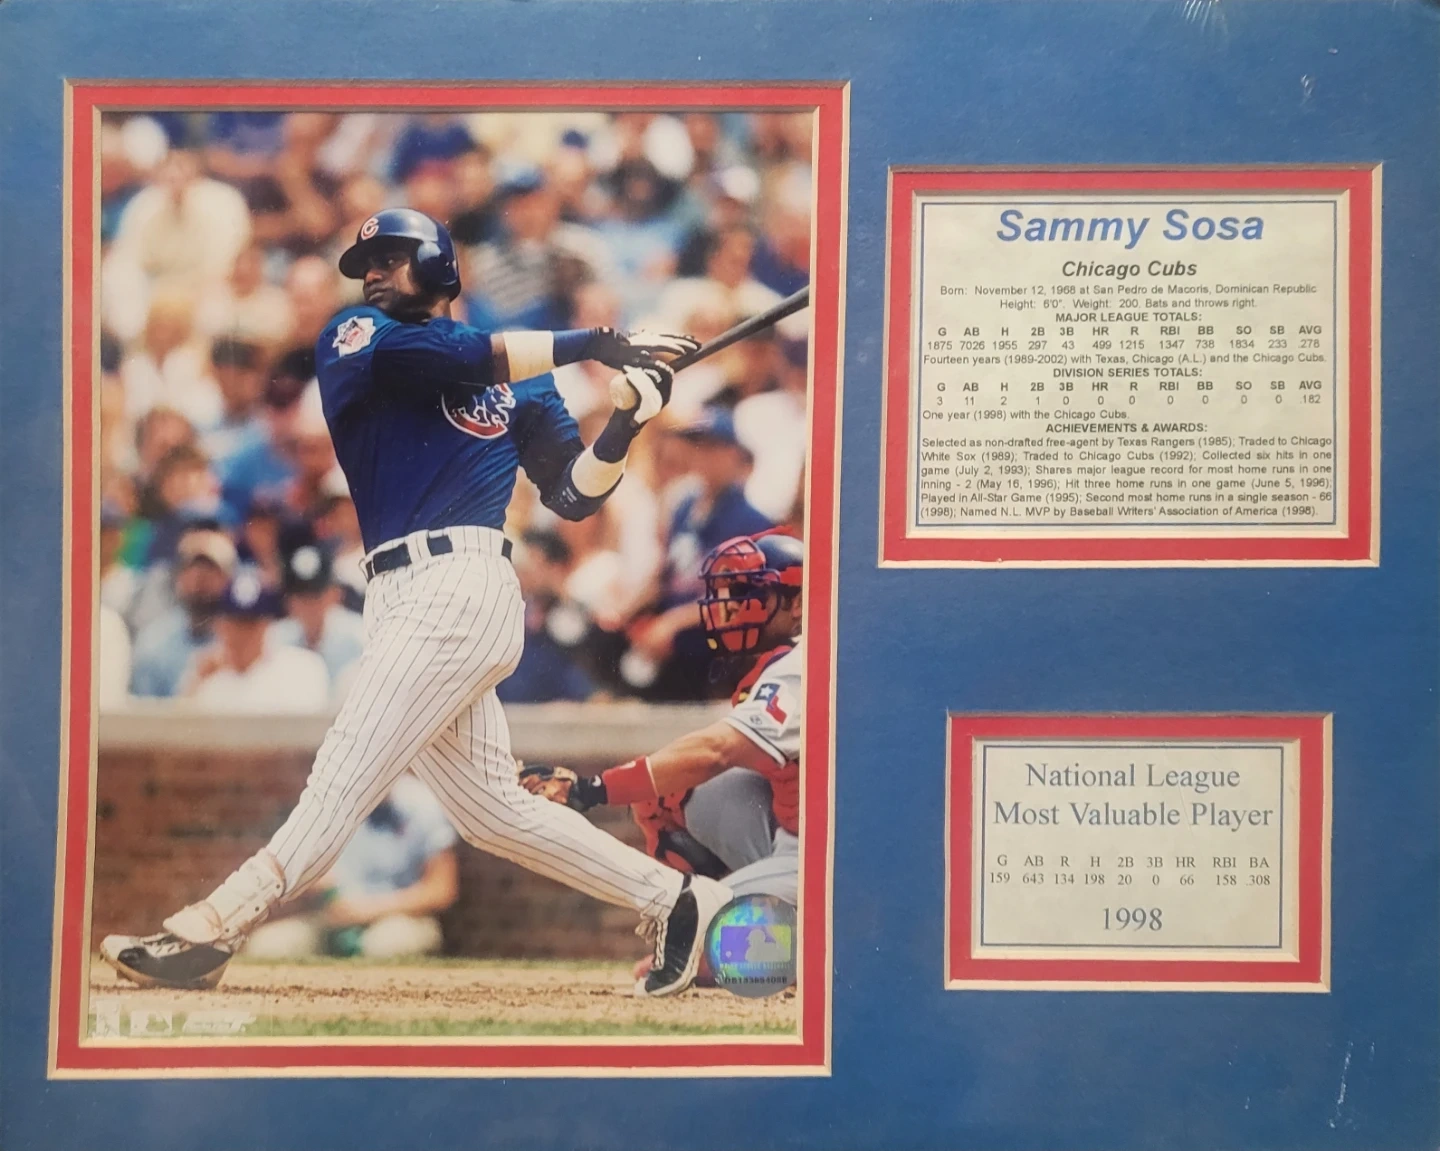 Sammy Sosa
Chicago Cubs
Born: November 12, 1968 at San Pedro de Macoris, Dominican Republic
Height: 6'0". Weight: 200. Bats and throws right.
MAJOR LEAGUE TOTALS:
G AB H 2B 3B HR R RBI BB SO SB AVG
1875 7026 1955 297 43 499 1215 1347 738 1834 233 .278
Fourteen years (1989-2002) with Texas, Chicago (A.L.) and the Chicago Cubs.
DIVISION SERIES TOTALS:
G AB H 2B 3B HR R RBI BB SO SB AVG
3 11 2 1 0 0 0 0 0 0 0 .182
One year (1998) with the Chicago Cubs.
ACHIEVEMENTS & AWARDS:
Selected as non-drafted free-agent by Texas Rangers (1985); Traded to Chicago
White Sox (1989); Traded to Chicago Cubs (1992); Collected six hits in one
game (July 2, 1993); Shares major league record for most home runs in one
inning - 2 (May 16, 1996); Hit three home runs in one game (June 5, 1996);
Played in All-Star Game (1995); Second most home runs in a single season - 66
(1998); Named N.L. MVP by Baseball Writers' Association of America (1998).
National League
Most Valuable Player
G AB R H 2B 3B HR RBI BA
159 643 134 198 20 0 66 158 .308
1998